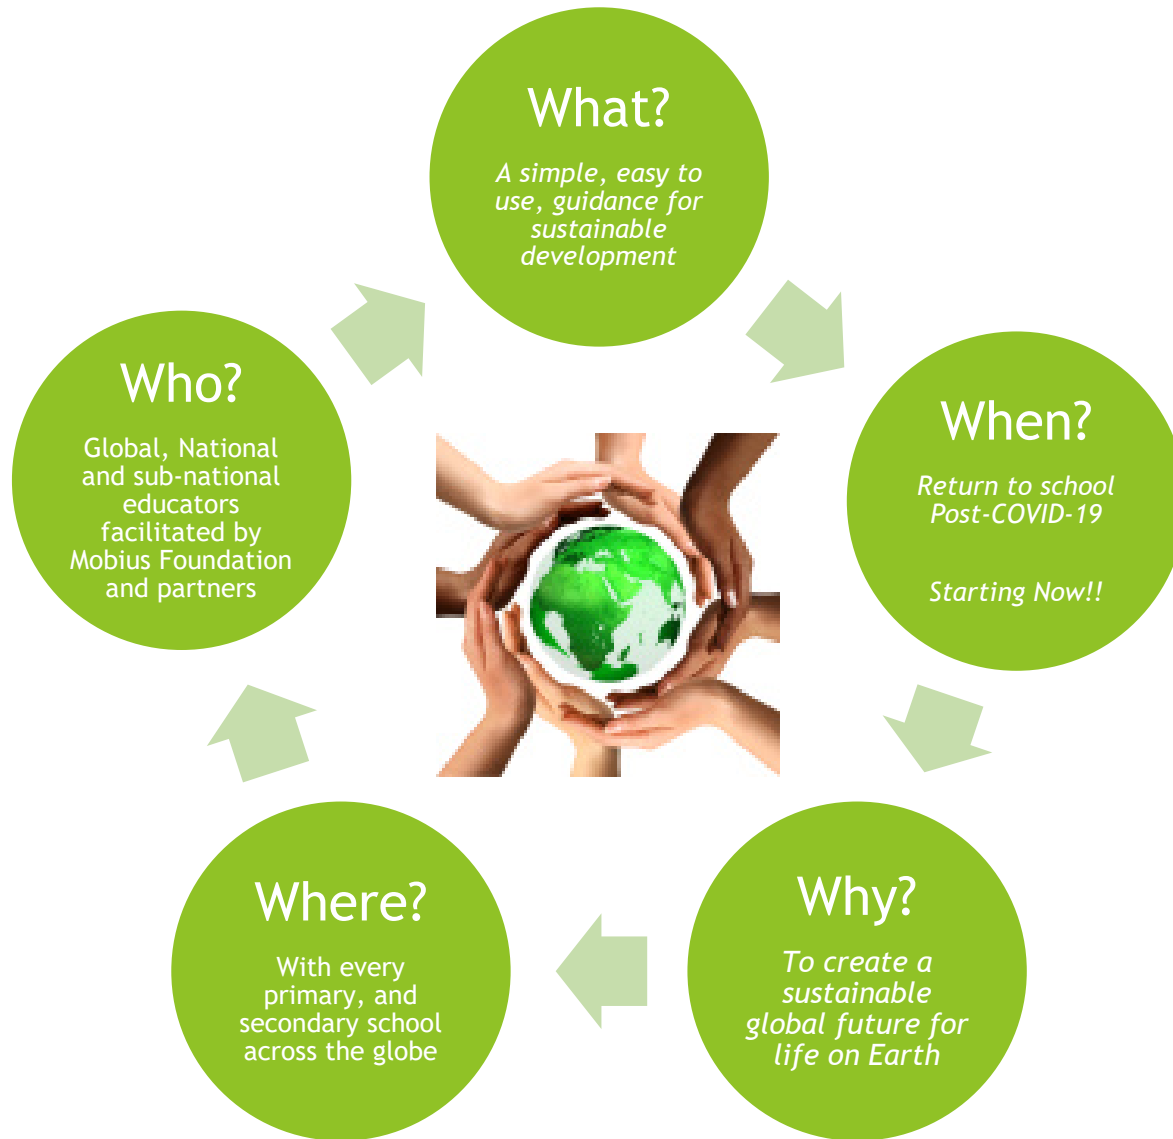 What?
A simple, easy to
use, guidance for
sustainable
development
When?
Return to school
Post-COVID-19
Starting Now!!
Why?
To create a
sustainable
global future for
life on Earth
Where?
With every
primary, and
secondary school
across the globe
Who?
Global, National
and sub-national
educators
facilitated by
Mobius Foundation
and partners